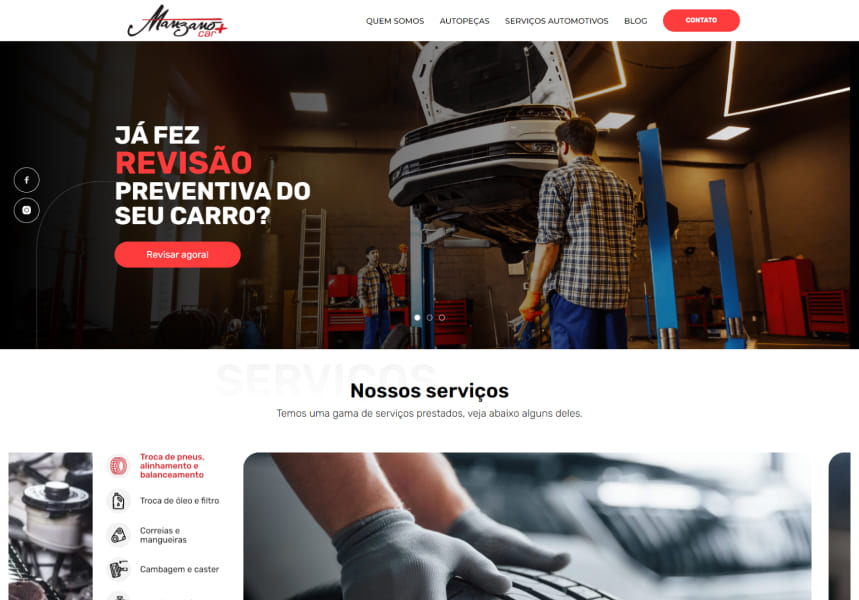 Manzano
car+
QUEM SOMOS
AUTOPEÇAS
SERVIÇOS AUTOMOTIVOS
BLOG
CONTATO
JÁ FEZ
REVISÃO
PREVENTIVA DO
SEU CARRO?
Revisar agora!
SERVIÇOS
Nossos serviços
Temos uma gama de serviços prestados, veja abaixo alguns deles.
Troca de pneus,
alinhamento e
balanceamento
Troca de óleo e filtro
Correias e
mangueiras
Cambagem e caster